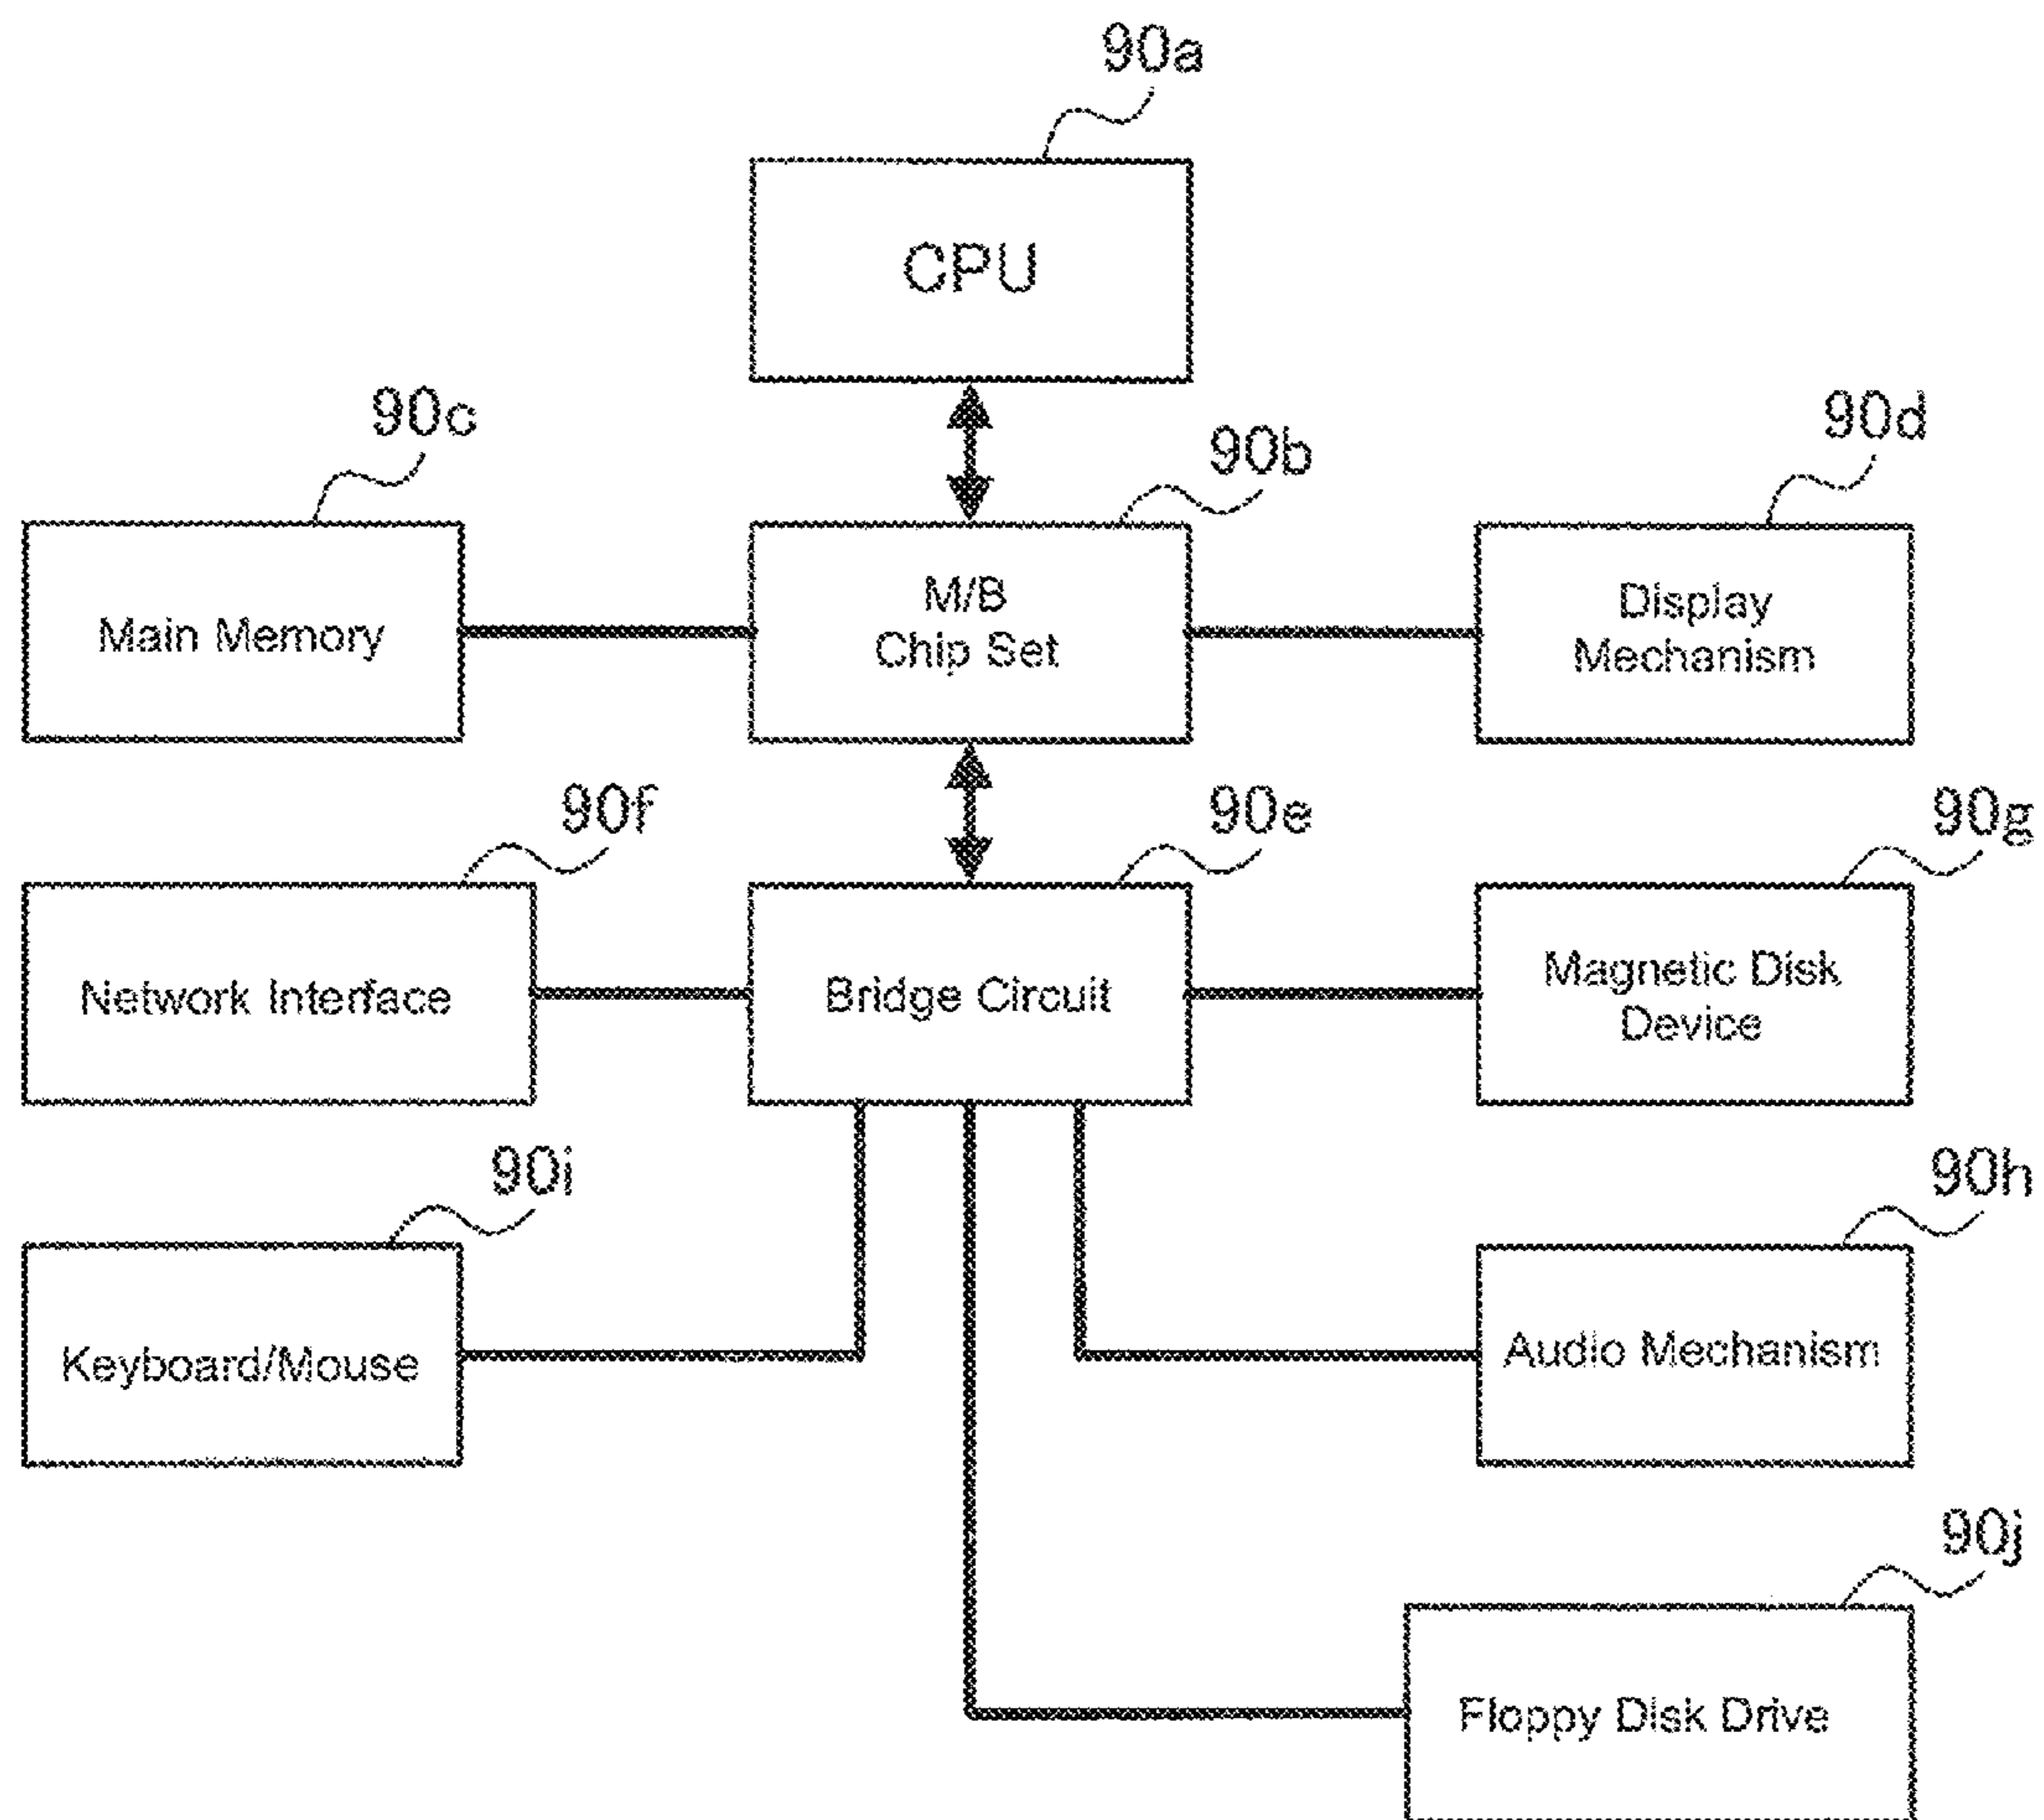 90a
CPU
90c
90b
90d
Main Memory
M/B
Chip Set
Display
Mechanism
90f
90e
90g
Network Interface
Bridge Circuit
Magnetic Disk
Device
90i
90h
Keyboard/Mouse
Audio Mechanism
90j
Floppy Disk Drive